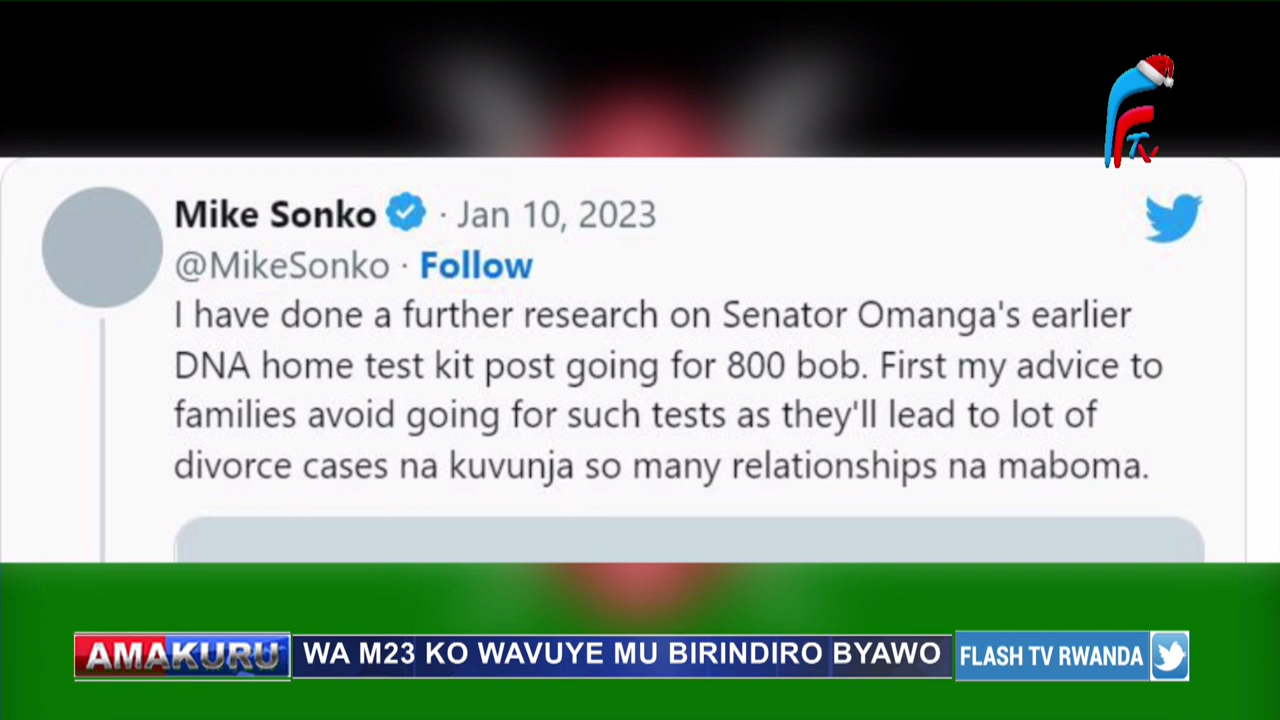 F
TV
Mike Sonko · Jan 10, 2023
@MikeSonko · Follow
I have done a further research on Senator Omanga's earlier
DNA home test kit post going for 800 bob. First my advice to
families avoid going for such tests as they'll lead to lot of
divorce cases na kuvunja so many relationships na maboma.
AMAKURU WA M23 KO WAVUYE MU BIRINDIRO BYAWO FLASH TV RWANDA